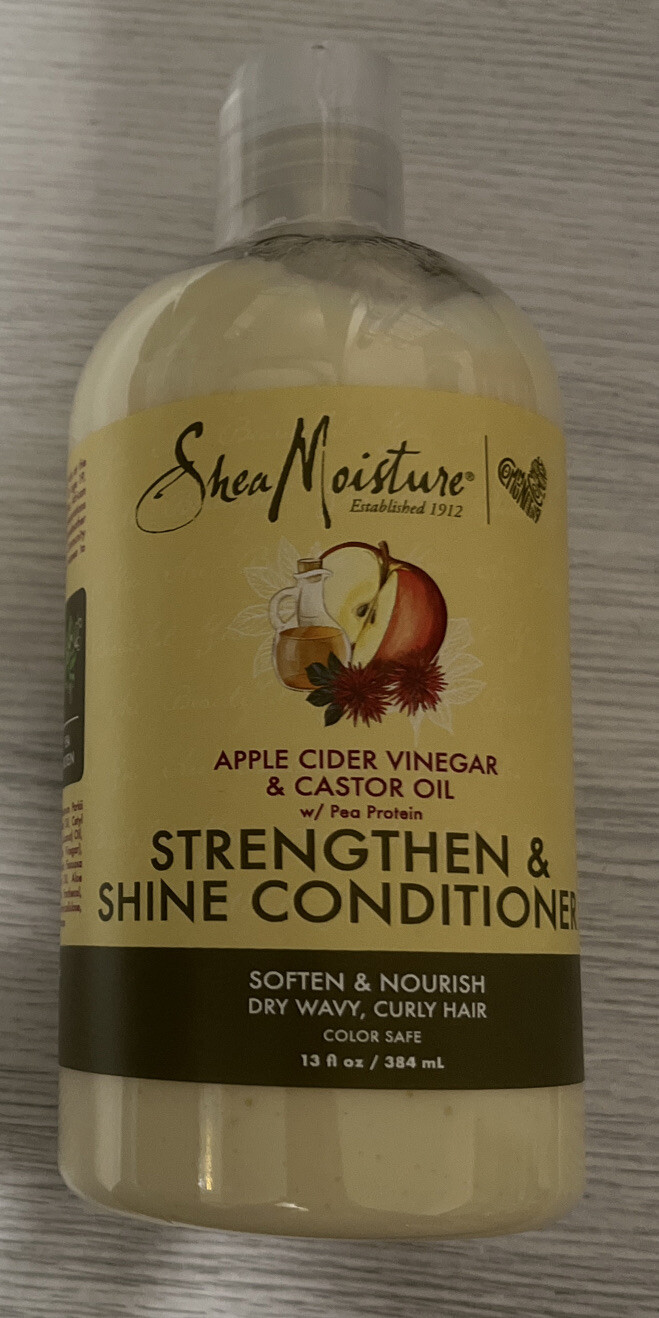 SheaMoisture®
Established 1912
COMMUNITY
APPLE CIDER VINEGAR
& CASTOR OIL
w/ Pea Protein
STRENGTHEN &
SHINE CONDITIONER
SOFTEN & NOURISH
DRY WAVY, CURLY HAIR
COLOR SAFE
13 fl oz / 384 mL